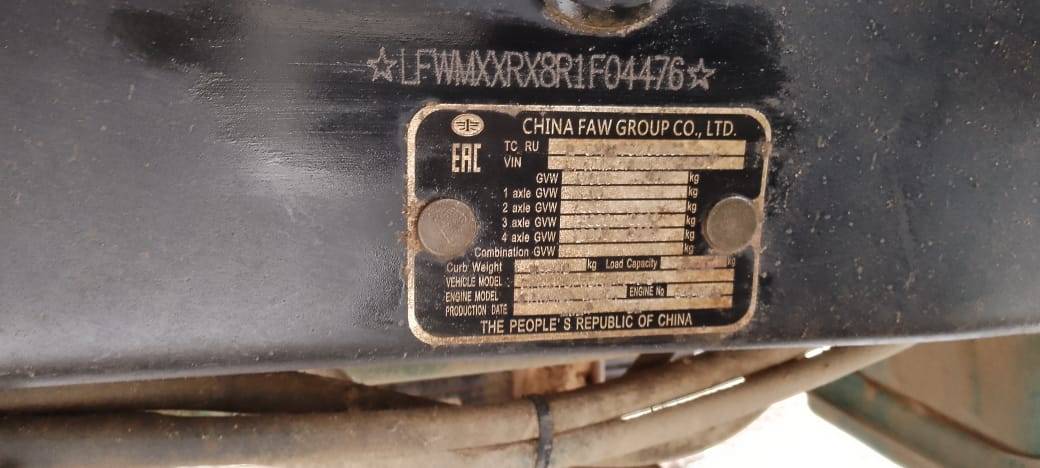 ☆LFWMXXRX8R1F04476☆
CHINA FAW GROUP CO., LTD.
EAC
TC RU
VIN
GVW kg
1 axle GVW kg
2 axle GVW kg
3 axle GVW kg
4 axle GVW kg
Combination GVW kg
Curb Weight kg Load Capacity kg
VEHICLE MODEL
ENGINE MODEL ENGINE No
PRODUCTION DATE
THE PEOPLE'S REPUBLIC OF CHINA